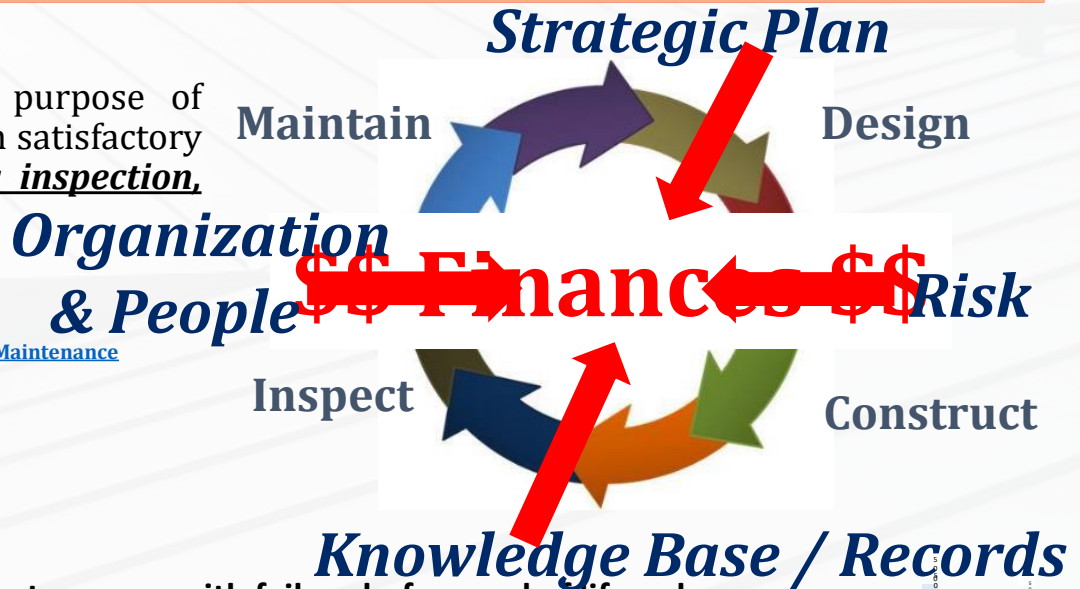 Strategic Plan
purpose of
Maintain
Design
satisfactory
inspection,
Organization
$$ Finances $$
& People
Risk
Maintenance
Inspect
Construct
Knowledge Base / Records